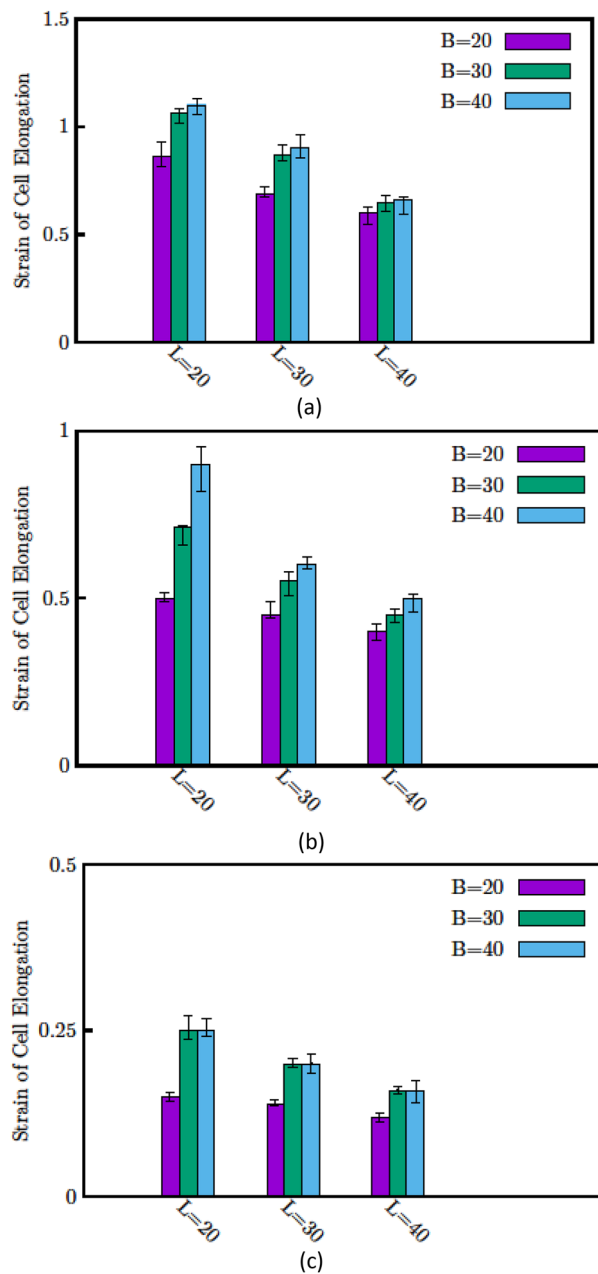 1.5
B=20
B=30
B=40
1
0.5
0
Strain of Cell Elongation
L=20
L=30
L=40
(a)
1
B=20
B=30
B=40
0.5
0
Strain of Cell Elongation
L=20
L=30
L=40
(b)
0.5
B=20
B=30
B=40
0.25
0
Strain of Cell Elongation
L=20
L=30
L=40
(c)